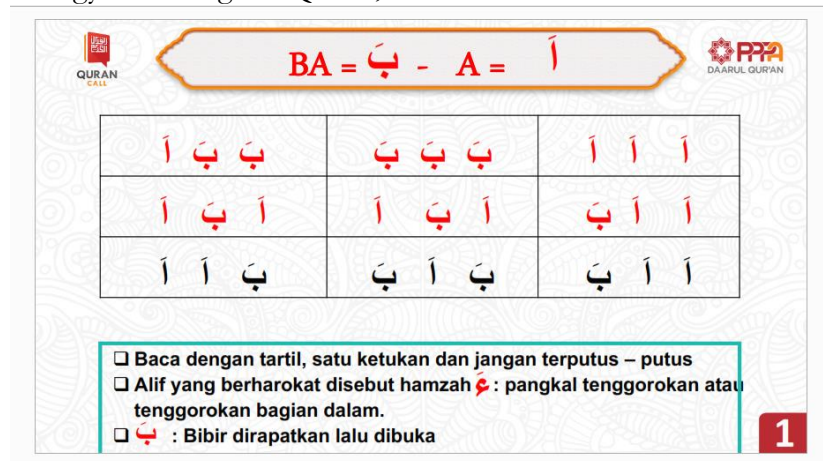 QURAN
CALL
BA = بَ - A = اَ
PPPA
DAARUL QUR'AN
اَ اَ اَ بَ بَ بَ بَ بَ اَ
اَ اَ بَ اَ بَ اَ اَ بَ اَ
اَ اَ بَ بَ اَ بَ بَ اَ اَ
❑ Baca dengan tartil, satu ketukan dan jangan terputus – putus
❑ Alif yang berharokat disebut hamzah ءَ : pangkal tenggorokan atau
tenggorokan bagian dalam.
❑ بَ : Bibir dirapatkan lalu dibuka
1